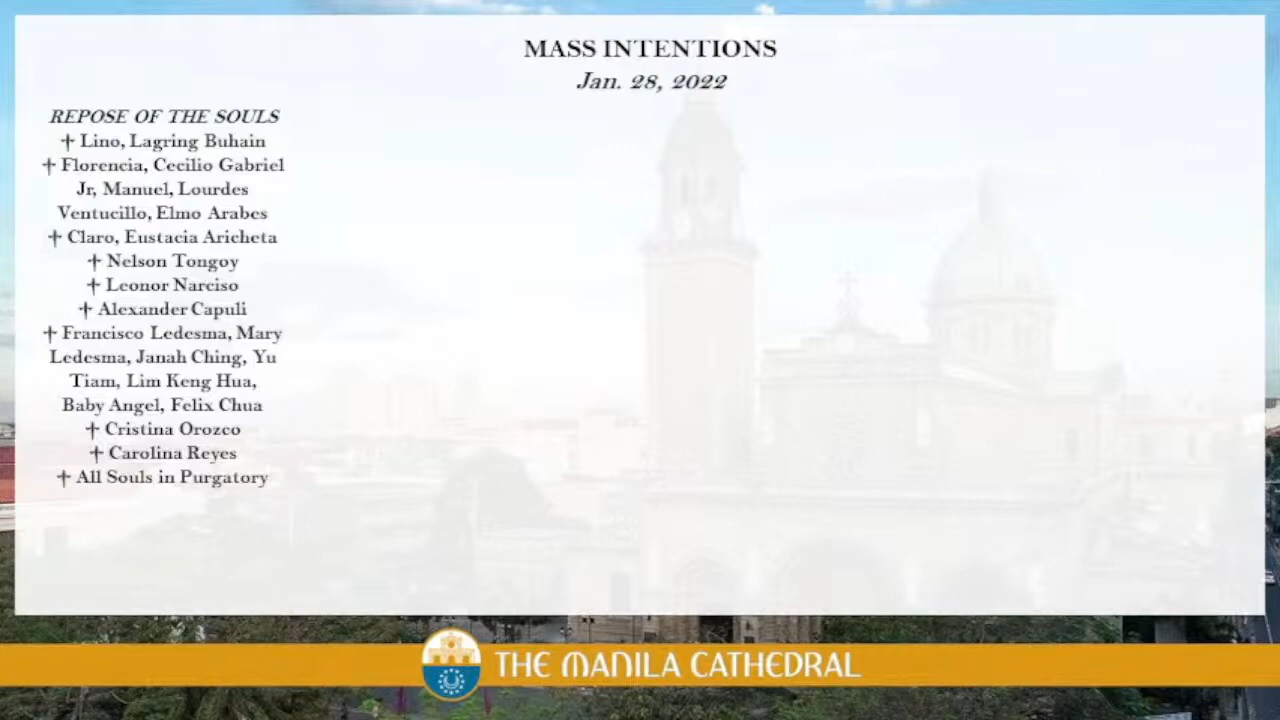 MASS INTENTIONS
Jan. 28, 2022
REPOSE OF THE SOULS
✝ Lino, Lagring Buhain
✝ Florencia, Cecilio Gabriel
Jr, Manuel, Lourdes
Ventucillo, Elmo Arabes
✝ Claro, Eustacia Aricheta
✝ Nelson Tongoy
✝ Leonor Narciso
✝ Alexander Capuli
✝ Francisco Ledesma, Mary
Ledesma, Janah Ching, Yu
Tiam, Lim Keng Hua,
Baby Angel, Felix Chua
✝ Cristina Orozco
✝ Carolina Reyes
✝ All Souls in Purgatory
THE MANILA CATHEDRAL